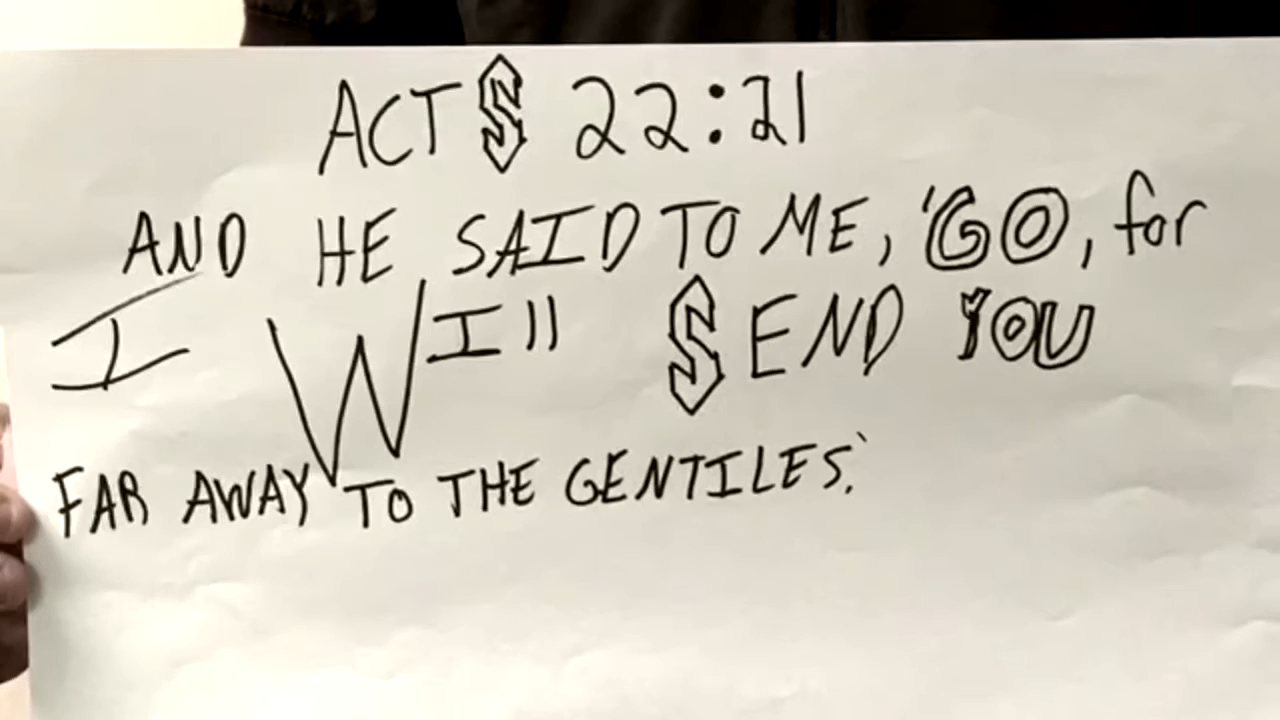 ACTS 22:21
AND HE SAID TO ME, 'GO, for
I WIll SEND YOU
FAR AWAY TO THE GENTILES.'